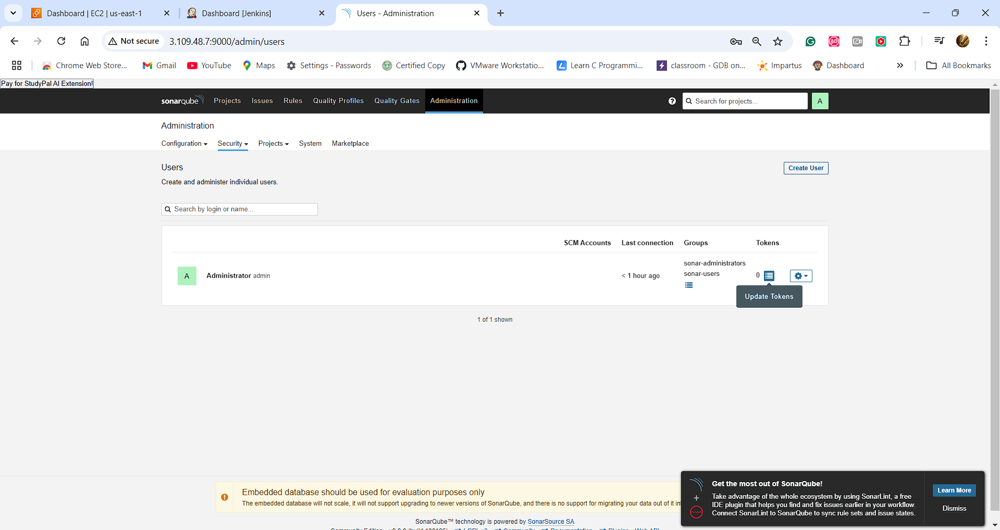 Dashboard | EC2 | us-east-1
Dashboard [Jenkins]
Users - Administration
Not secure
3.109.48.7:9000/admin/users
Chrome Web Store...
Gmail
YouTube
Maps
Settings - Passwords
Certified Copy
VMware Workstatio...
Learn C Programmi...
classroom - GDB on...
Impartus
Dashboard
All Bookmarks
Pay for StudyPal AI Extension!
sonarqube
Projects
Issues
Rules
Quality Profiles
Quality Gates
Administration
Search for projects...
A
Administration
Configuration
Security
Projects
System
Marketplace
Users
Create User
Create and administer individual users.
Search by login or name...
SCM Accounts
Last connection
Groups
Tokens
A
Administrator admin
< 1 hour ago
sonar-administrators
sonar-users
0
Update Tokens
1 of 1 shown
Embedded database should be used for evaluation purposes only
The embedded database will not scale, it will not support upgrading to newer versions of SonarQube, and there is no support for migrating your data out of it
SonarQube™ technology is powered by SonarSource SA
Get the most out of SonarQube!
Take advantage of the whole ecosystem by using SonarLint, a free
IDE plugin that helps you find and fix issues earlier in your workflow.
Connect SonarLint to SonarQube to sync rule sets and issue states.
Learn More
Dismiss